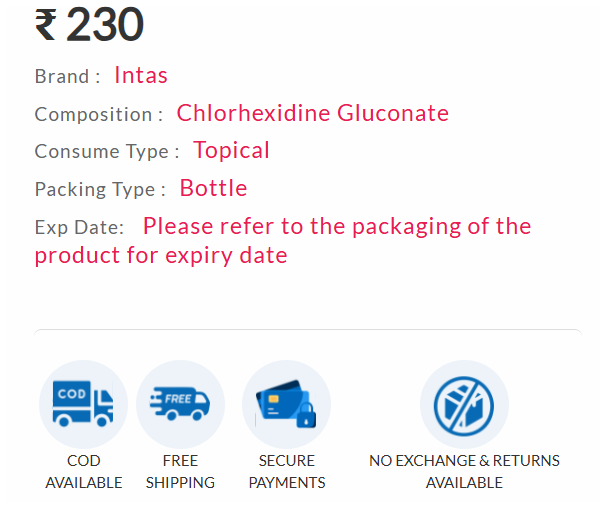 ₹ 230
Brand : Intas
Composition : Chlorhexidine Gluconate
Consume Type : Topical
Packing Type : Bottle
Exp Date: Please refer to the packaging of the
product for expiry date
COD
FREE
COD
AVAILABLE
FREE
SHIPPING
SECURE
PAYMENTS
NO EXCHANGE & RETURNS
AVAILABLE